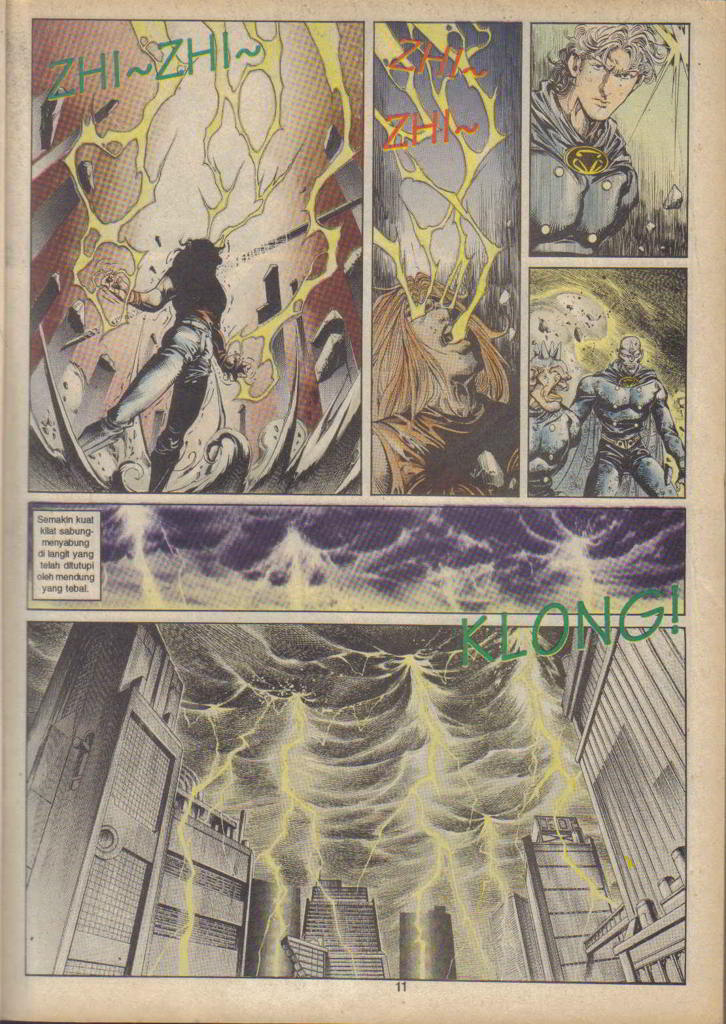 ZHI~ZHI~
ZHI~
ZHI~
Semakin kuat
kilat sabung-
menyabung
di langit yang
telah ditutupi
oleh mendung
yang tebal.
KLONG!
11